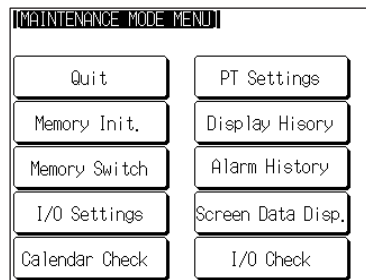 [MAINTENANCE MODE MENU]
Quit
PT Settings
Memory Init.
Display Hisory
Memory Switch
Alarm History
I/O Settings
Screen Data Disp.
Calendar Check
I/O Check